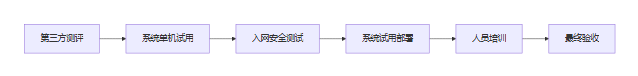 第三方测评
系统单机试用
入网安全测试
系统试用部署
人员培训
最终验收